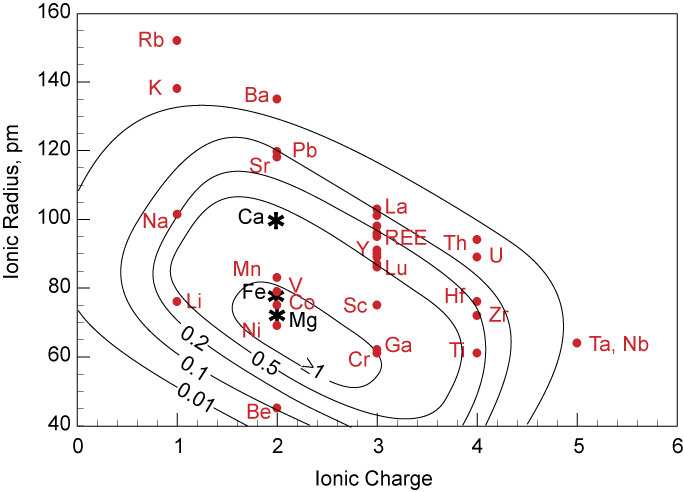 160
140
120
100
80
60
40
Ionic Radius, pm
Rb
K
Ba
Pb
Sr
La
Na
Ca
REE
Y
Th
U
Lu
Mn
V
Fe
Co
Li
Mg
Ni
Sc
Hf
Zr
Ga
Cr
Ti
Ta, Nb
Be
0.2
0.5
≥1
0.1
0.01
0 1 2 3 4 5 6
Ionic Charge